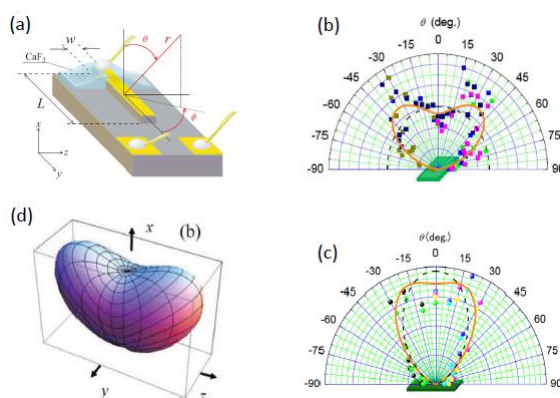 (a)
θ
r
w
CaF₂
L
ϕ
x
z
y
(b)
θ (deg.)
-30 -15 0 15 30
-45 45
-60 60
-75 75
-90 90
(d)
(b)
x
y
z
(c)
θ(deg.)
-30 -15 0 15 30
-45 45
-60 60
-75 75
-90 90